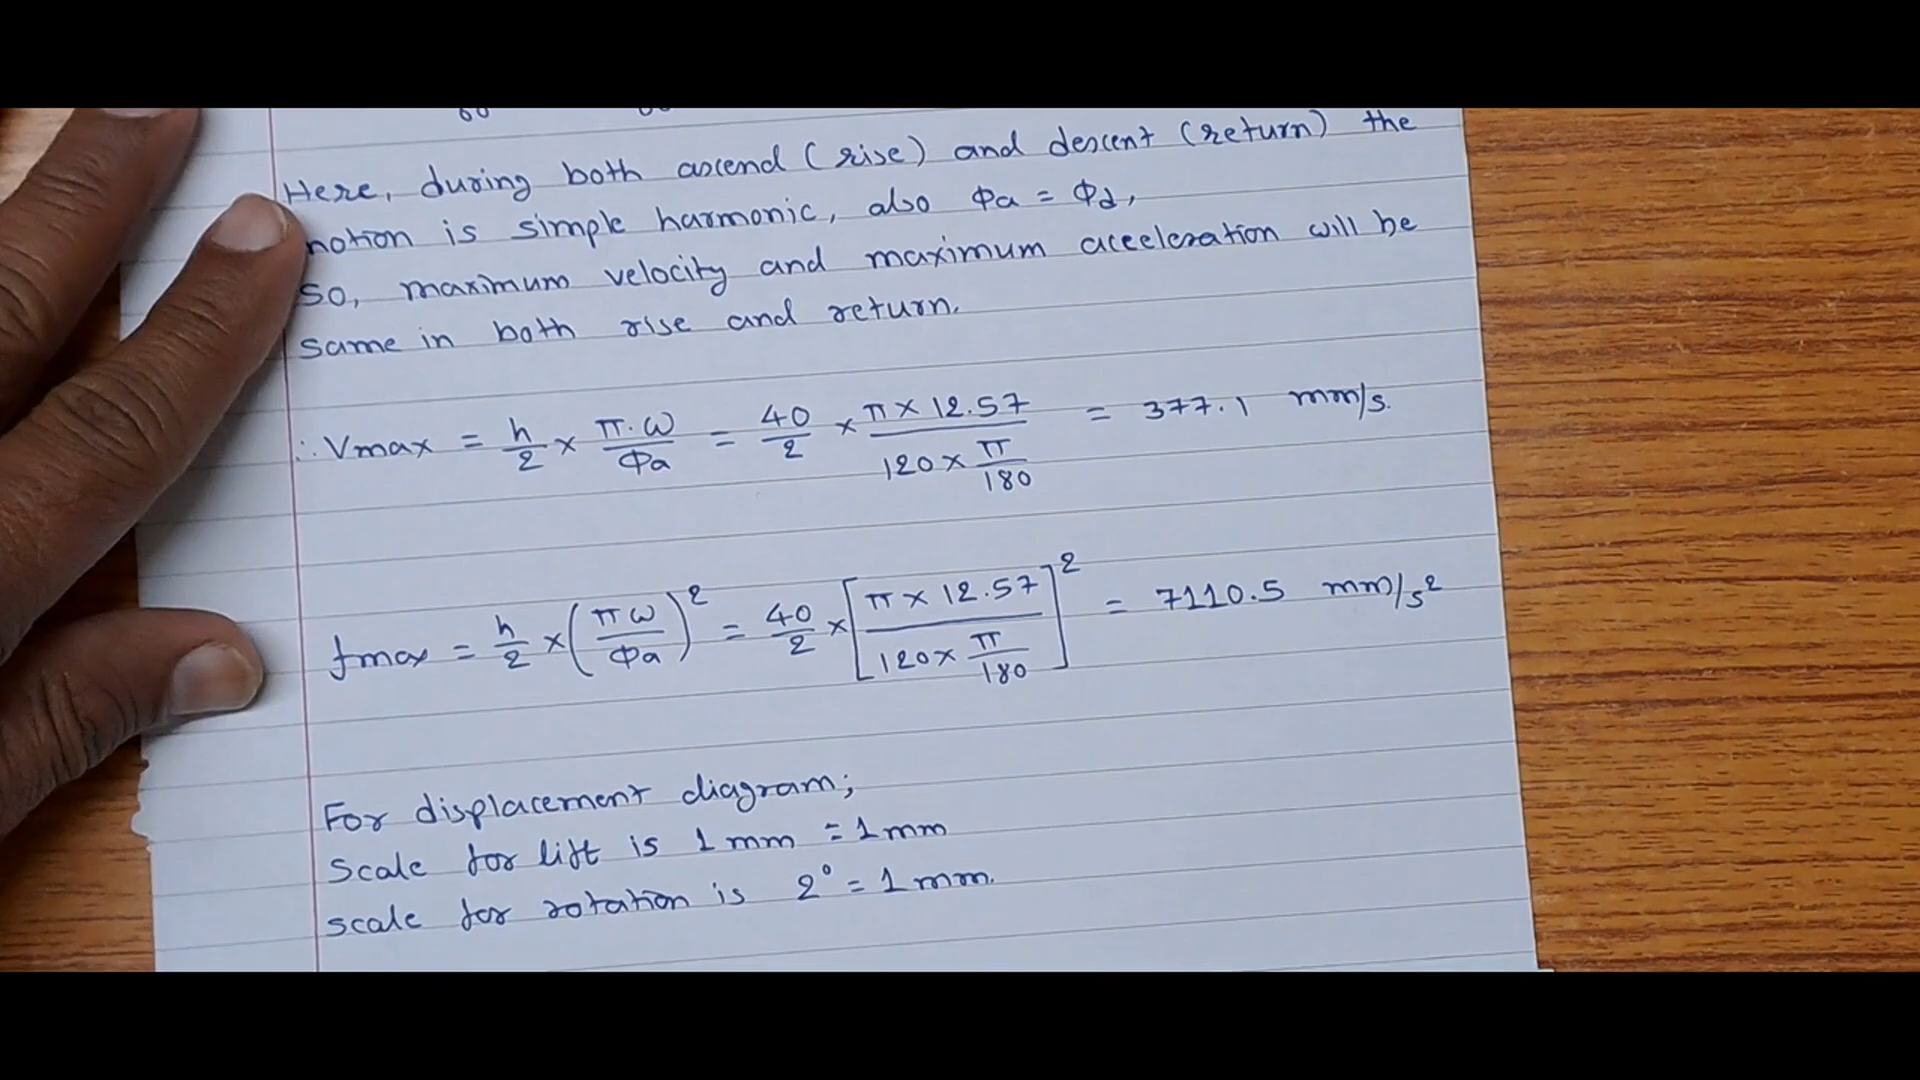 60
Here, during both ascend (rise) and descent (return) the
motion is simple harmonic, also Φa = Φd,
So, maximum velocity and maximum acceleration will be
same in both rise and return.
∴ Vmax = h/2 × π.ω/Φa = 40/2 × (π × 12.57)/(120 × π/180) = 377.1 mm/s.
fmax = h/2 × (πω/Φa)² = 40/2 × [(π × 12.57)/(120 × π/180)]² = 7110.5 mm/s²
For displacement diagram;
Scale for lift is 1 mm = 1 mm
scale for rotation is 2° = 1 mm.